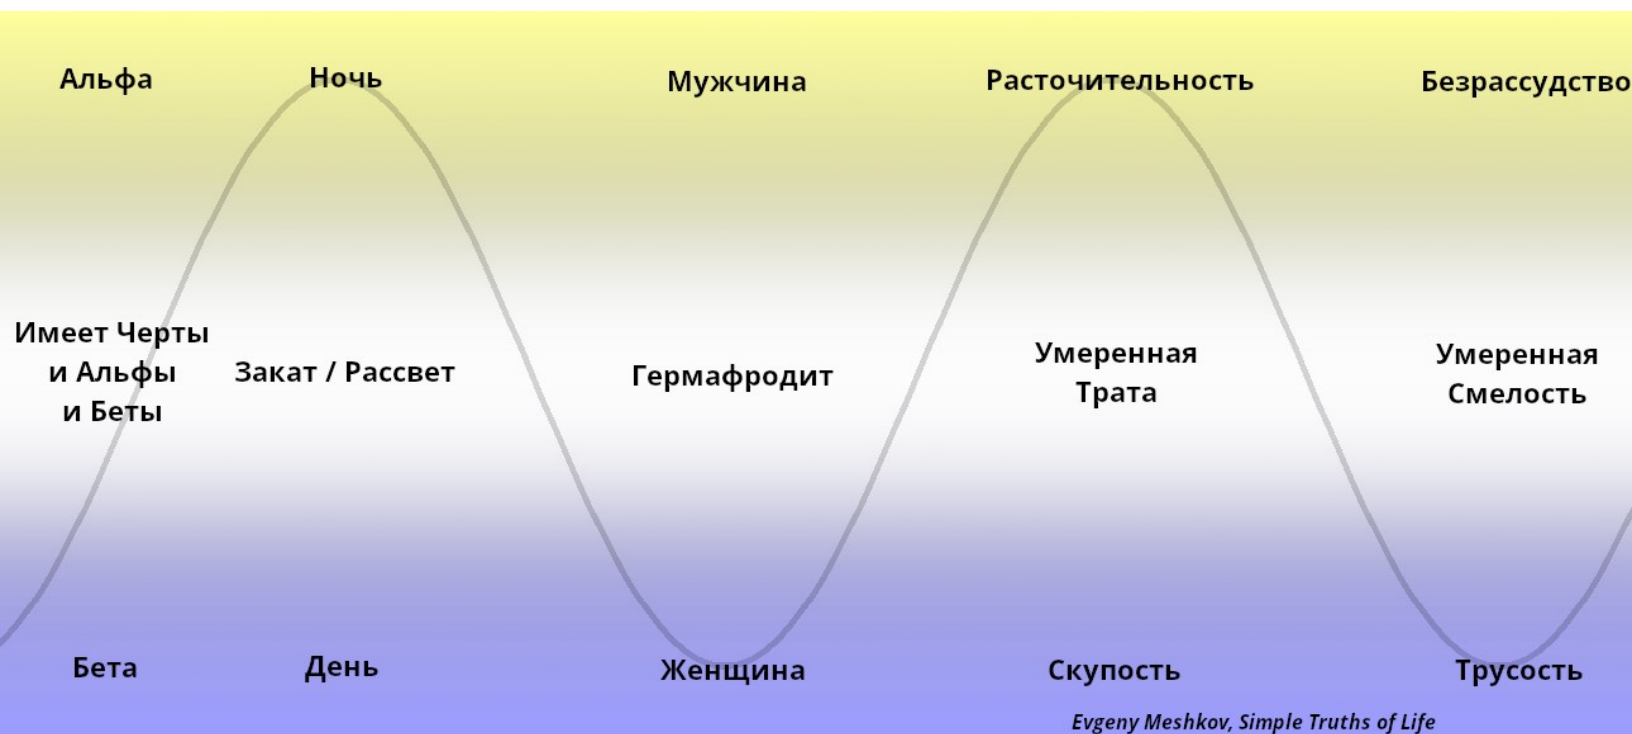 Альфа
Ночь
Мужчина
Расточительность
Безрассудство
Имеет Черты
и Альфы
и Беты
Закат / Рассвет
Гермафродит
Умеренная
Трата
Умеренная
Смелость
Бета
День
Женщина
Скупость
Трусость
Evgeny Meshkov, Simple Truths of Life